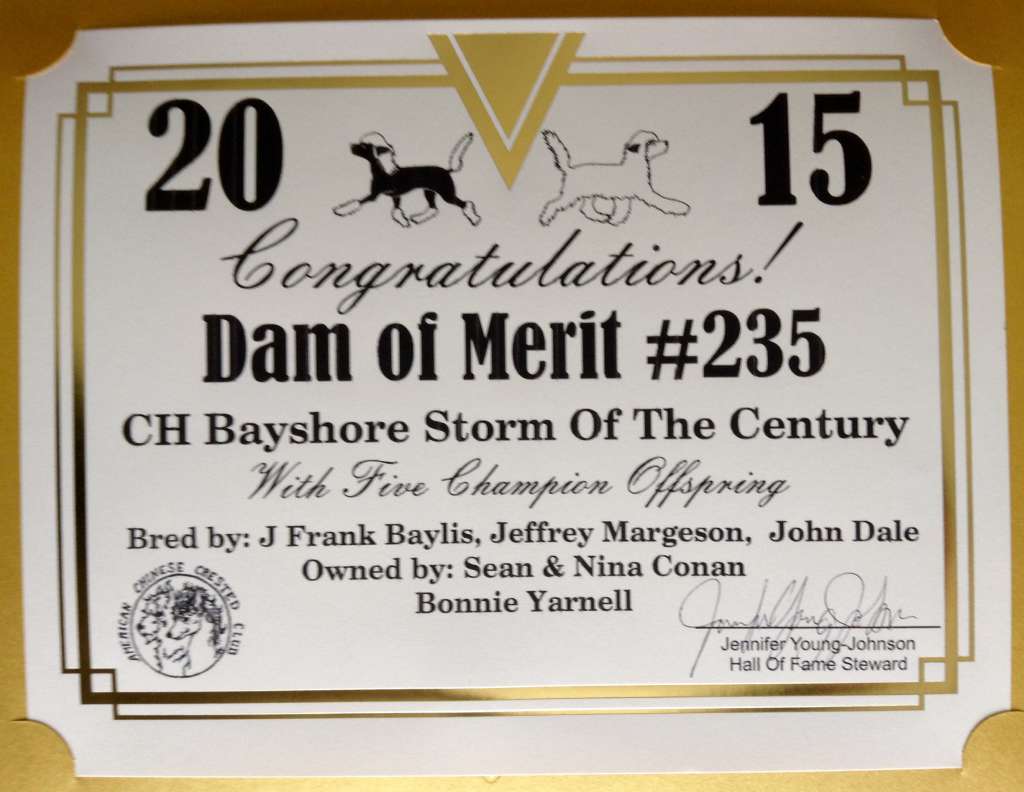 2015
Congratulations!
Dam of Merit #235
CH Bayshore Storm Of The Century
With Five Champion Offspring
Bred by: J Frank Baylis, Jeffrey Margeson, John Dale
Owned by: Sean & Nina Conan
Bonnie Yarnell
AMERICAN CHINESE CRESTED CLUB
Jennifer Young-Johnson
Hall Of Fame Steward